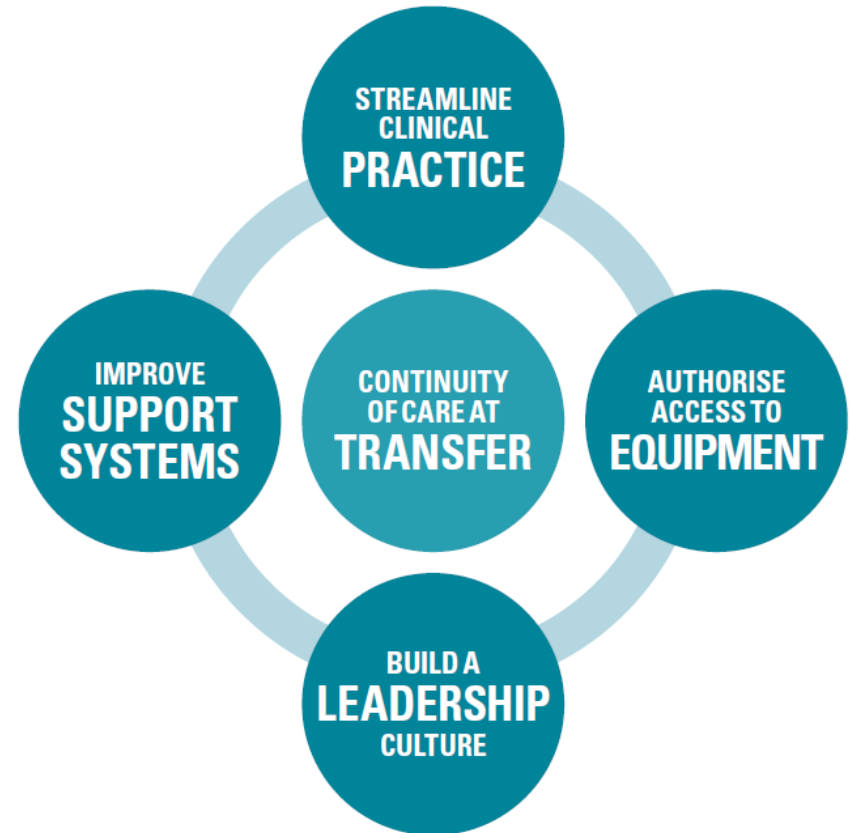 STREAMLINE
CLINICAL
PRACTICE
IMPROVE
SUPPORT
SYSTEMS
CONTINUITY
OF CARE AT
TRANSFER
AUTHORISE
ACCESS TO
EQUIPMENT
BUILD A
LEADERSHIP
CULTURE